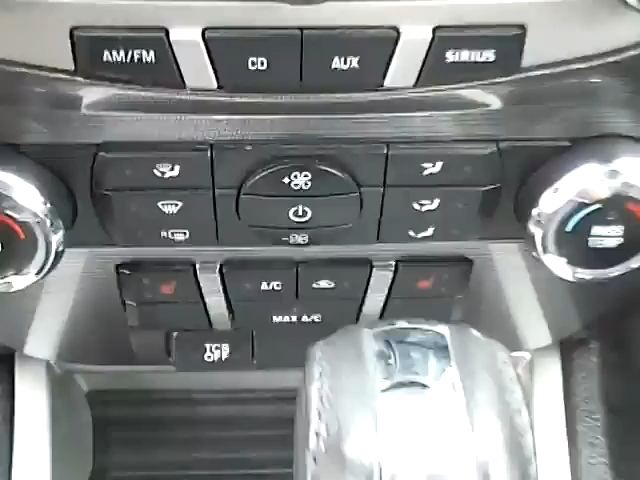 AM/FM CD AUX SIRIUS
R
A/C
MAX A/C
TCS
OFF